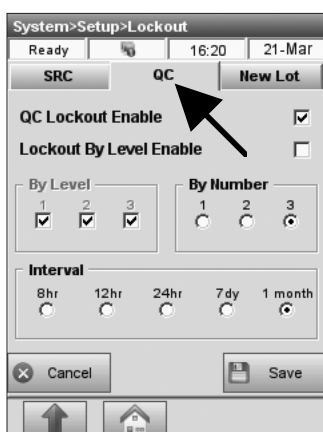 System>Setup>Lockout
Ready 16:20 21-Mar
SRC QC New Lot
QC Lockout Enable
Lockout By Level Enable
By Level By Number
1 2 3 1 2 3
Interval
8hr 12hr 24hr 7dy 1 month
Cancel Save